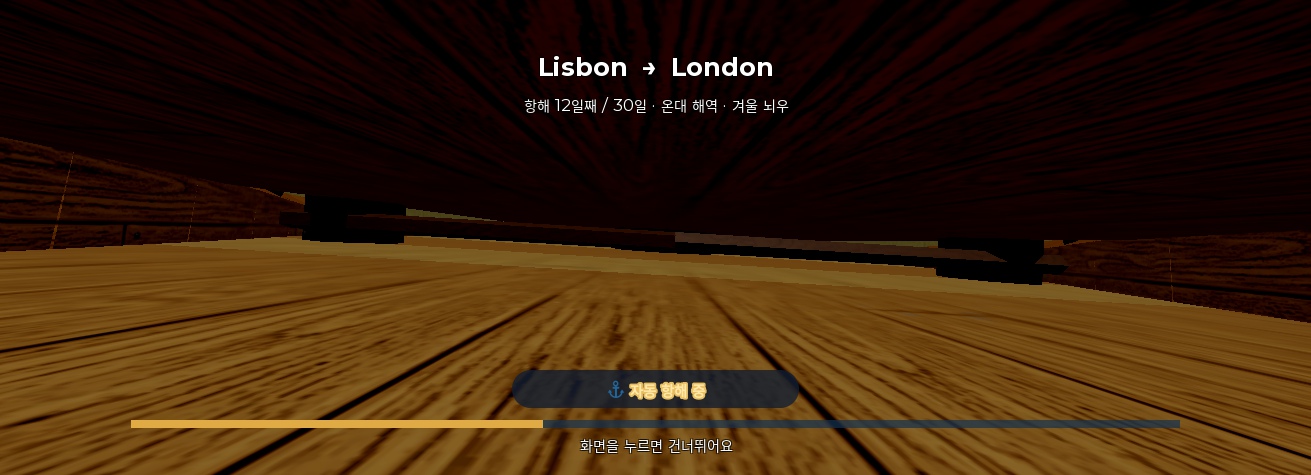 Lisbon → London
항해 12일째 / 30일 · 온대 해역 · 겨울 뇌우
⚓ 자동 항해 중
화면을 누르면 건너뛰어요